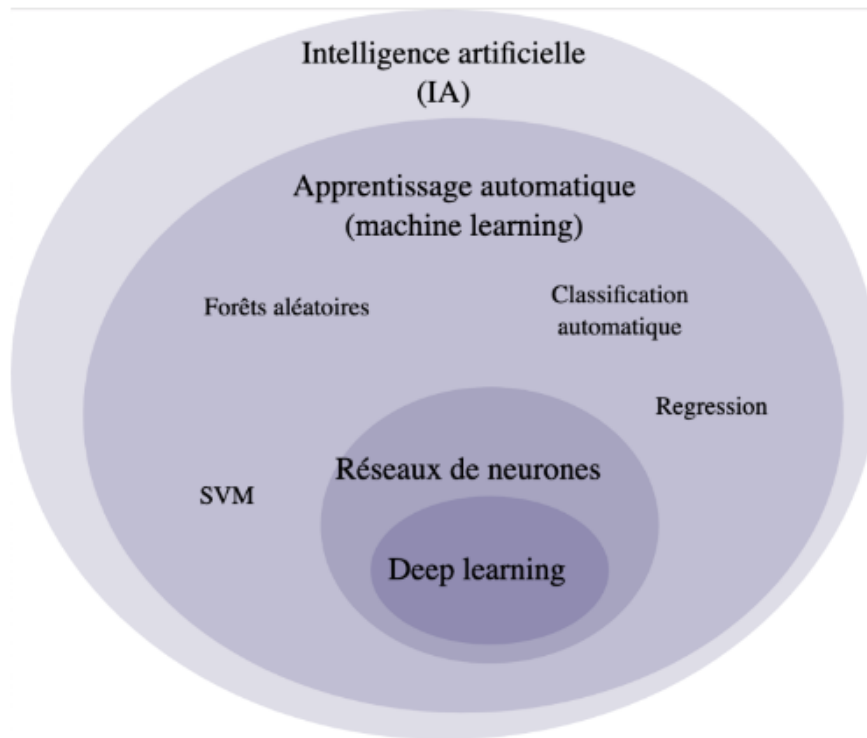 Intelligence artificielle
(IA)
Apprentissage automatique
(machine learning)
Forêts aléatoires
Classification
automatique
Regression
Réseaux de neurones
SVM
Deep learning